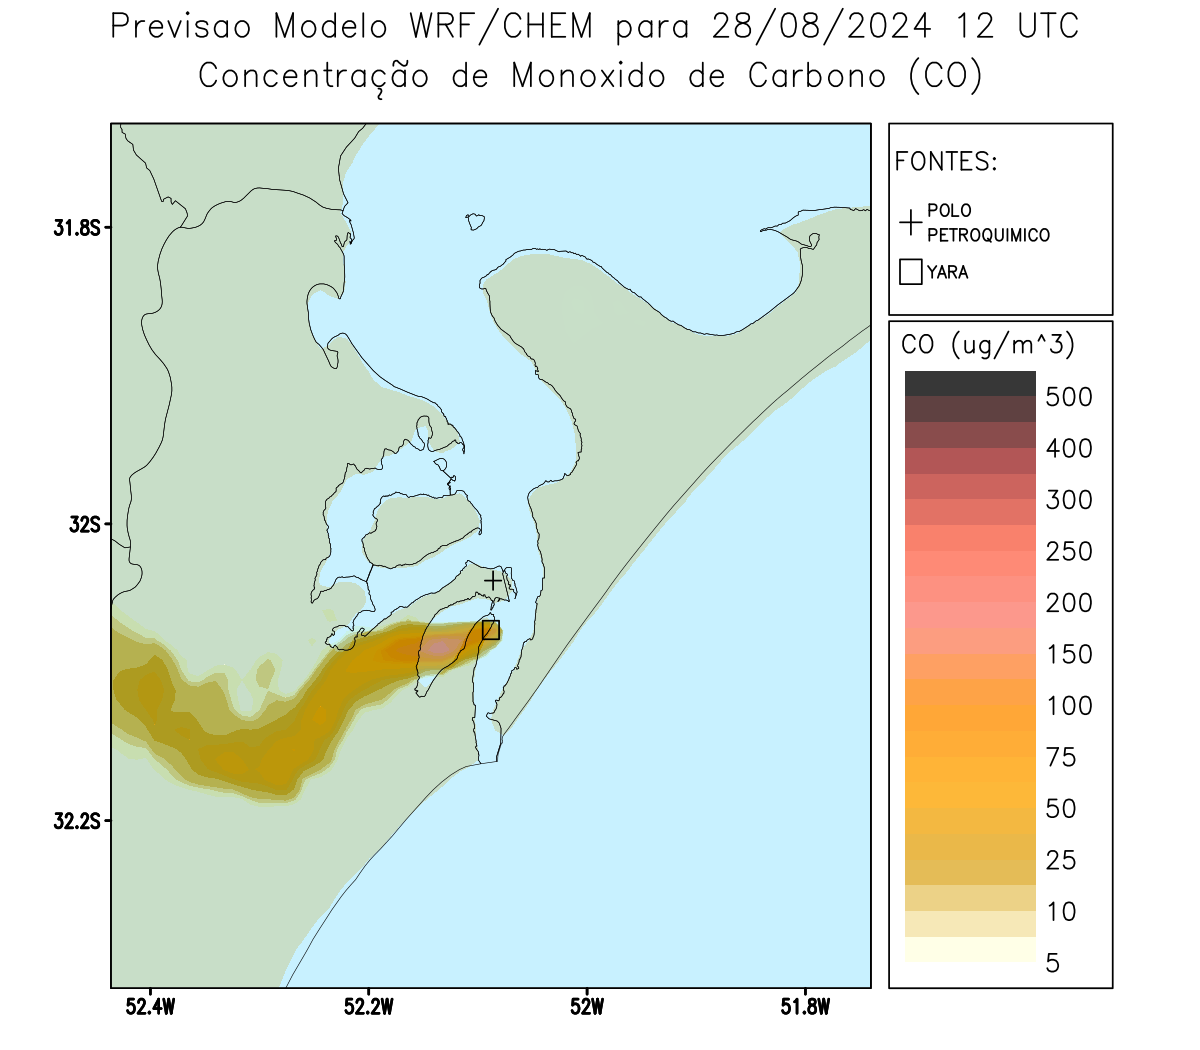 Previsao Modelo WRF/CHEM para 28/08/2024 12 UTC
Concentração de Monoxido de Carbono (CO)
FONTES:
POLO
PETROQUIMICO
YARA
CO (ug/m^3)
500
400
300
250
200
150
100
75
50
25
10
5
31.8S
32S
32.2S
52.4W
52.2W
52W
51.8W